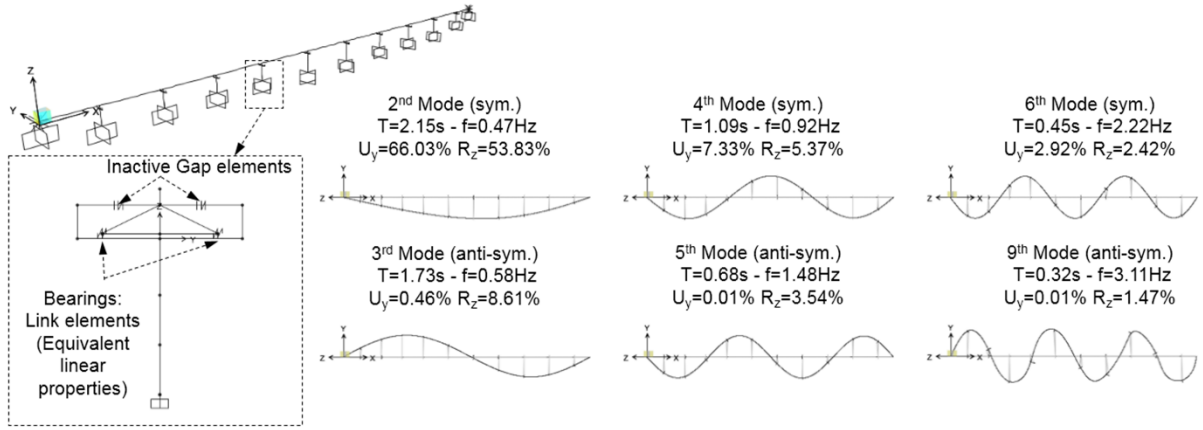 Y
X
Z
Y
X
Inactive Gap elements
Z
Y
Bearings:
Link elements
(Equivalent
linear
properties)
2nd Mode (sym.)
T=2.15s - f=0.47Hz
Uy=66.03% Rz=53.83%
Y
Z X
3rd Mode (anti-sym.)
T=1.73s - f=0.58Hz
Uy=0.46% Rz=8.61%
Y
Z X
4th Mode (sym.)
T=1.09s - f=0.92Hz
Uy=7.33% Rz=5.37%
Y
Z X
5th Mode (anti-sym.)
T=0.68s - f=1.48Hz
Uy=0.01% Rz=3.54%
Y
Z X
6th Mode (sym.)
T=0.45s - f=2.22Hz
Uy=2.92% Rz=2.42%
Y
Z X
9th Mode (anti-sym.)
T=0.32s - f=3.11Hz
Uy=0.01% Rz=1.47%
Y
Z X